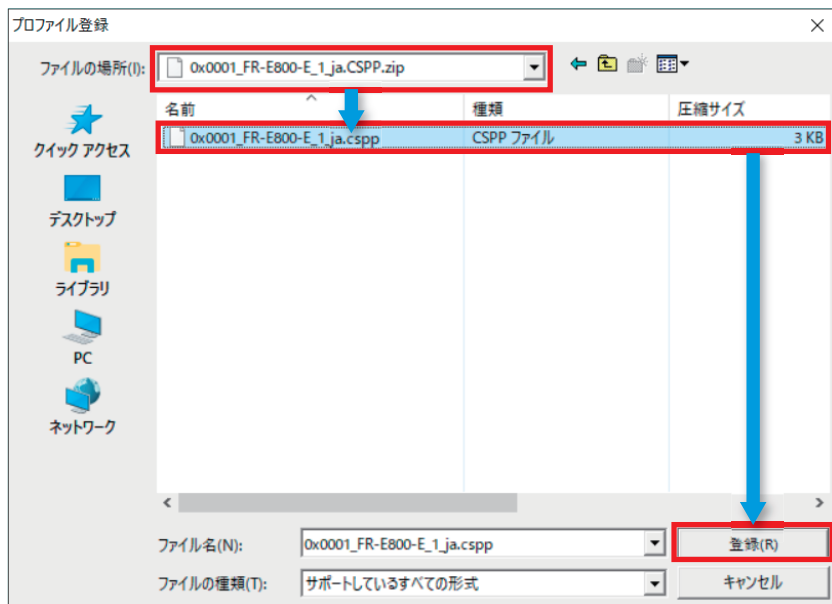 プロファイル登録
ファイルの場所(I): 0x0001_FR-E800-E_1_ja.CSPP.zip
名前 種類 圧縮サイズ
0x0001_FR-E800-E_1_ja.cspp CSPP ファイル 3 KB
クイック アクセス
デスクトップ
ライブラリ
PC
ネットワーク
ファイル名(N): 0x0001_FR-E800-E_1_ja.cspp 登録(R)
ファイルの種類(T): サポートしているすべての形式 キャンセル